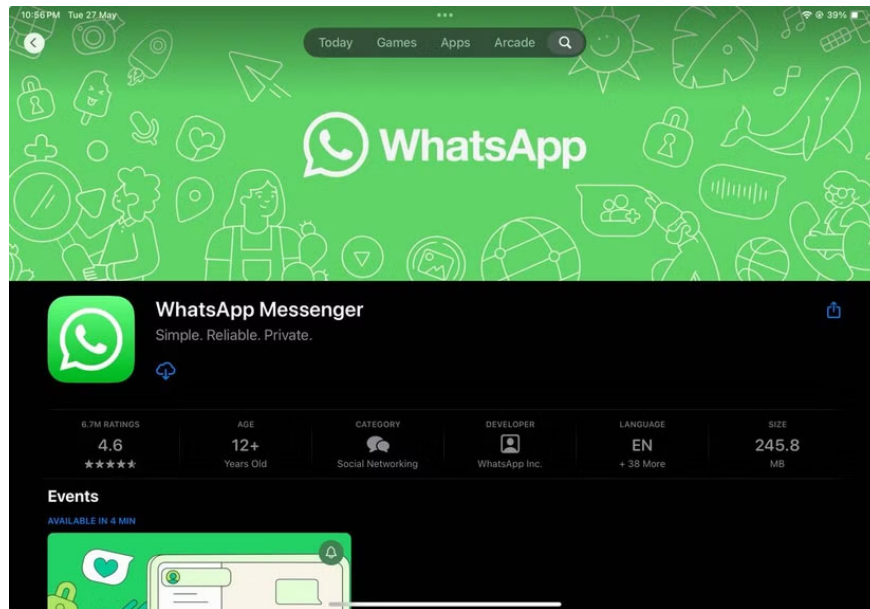 10:56 PM Tue 27 May
39%
Today Games Apps Arcade
WhatsApp
WhatsApp Messenger
Simple. Reliable. Private.
6.7M RATINGS AGE CATEGORY DEVELOPER LANGUAGE SIZE
4.6 12+ EN 245.8
Years Old Social Networking WhatsApp Inc. + 38 More MB
Events
AVAILABLE IN 4 MIN